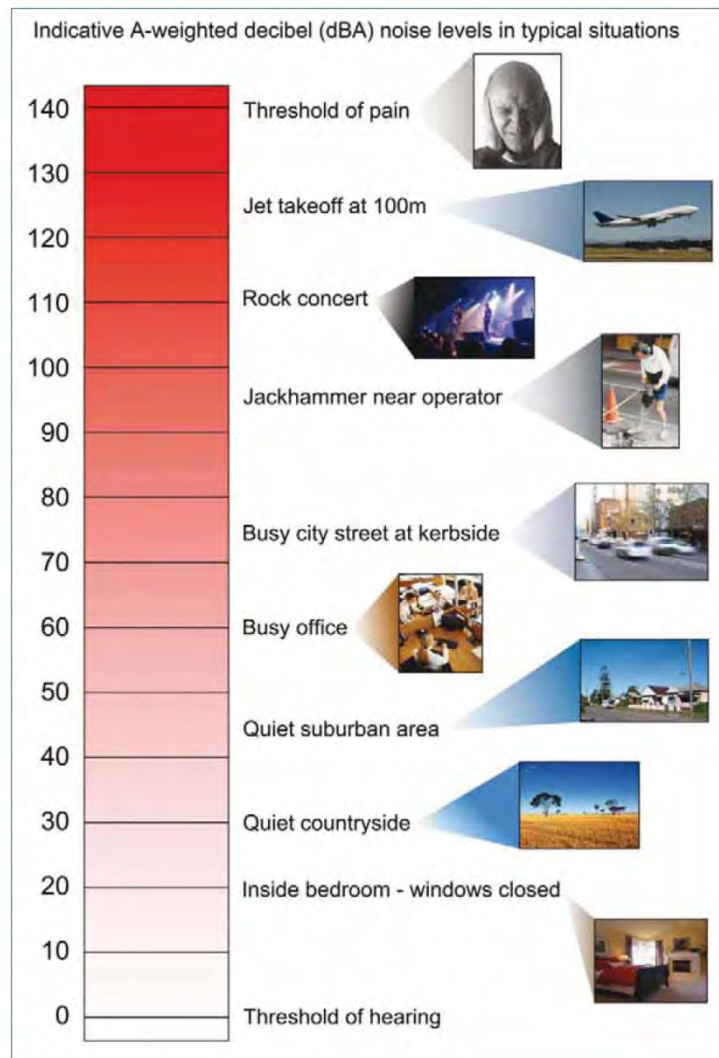 Indicative A-weighted decibel (dBA) noise levels in typical situations
140
Threshold of pain
130
Jet takeoff at 100m
120
110
Rock concert
100
Jackhammer near operator
90
80
Busy city street at kerbside
70
60
Busy office
50
Quiet suburban area
40
30
Quiet countryside
20
Inside bedroom - windows closed
10
0
Threshold of hearing